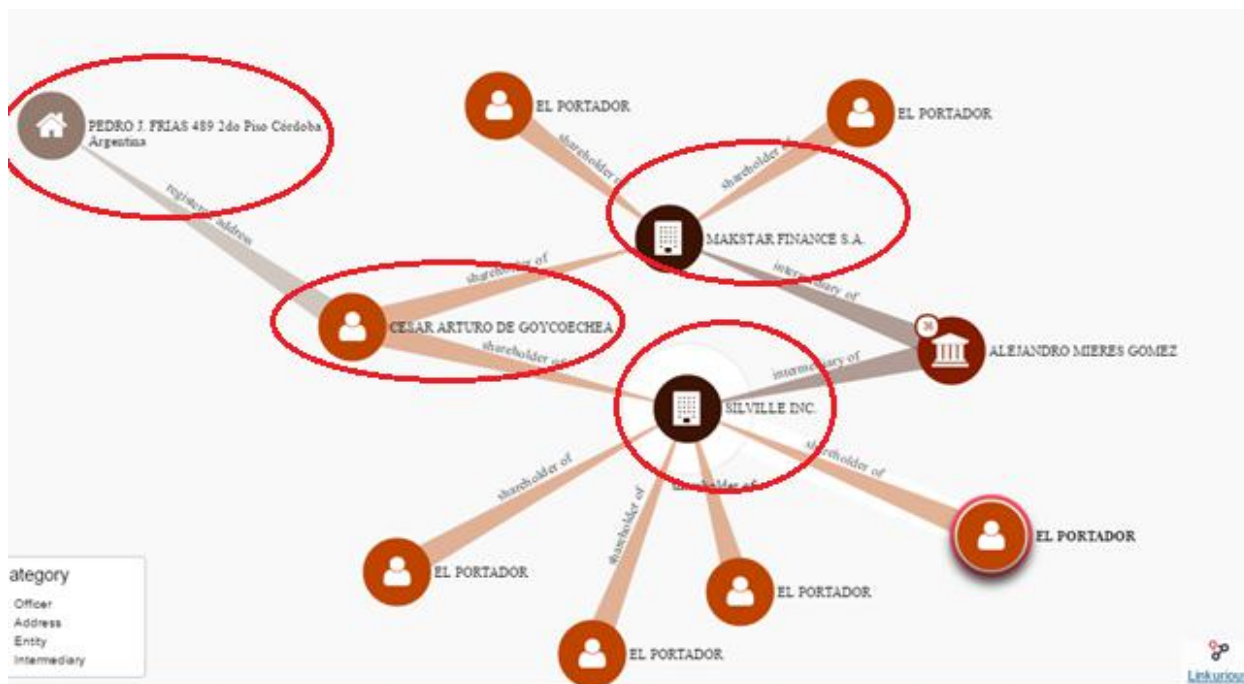 EL PORTADOR
EL PORTADOR
PEDRO J. FRIAS 489 2do Piso Córdoba
Argentina
shareholder of
shareholder of
registered address
MAKSTAR FINANCE S.A.
shareholder of
intermediary of
CESAR ARTURO DE GOYCOECHEA
36
ALEJANDRO MIERES GOMEZ
shareholder of
intermediary of
SILVILLE INC.
shareholder of
shareholder of
shareholder of
shareholder of
EL PORTADOR
EL PORTADOR
EL PORTADOR
EL PORTADOR
ategory
Officer
Address
Entity
Intermediary
Linkurious